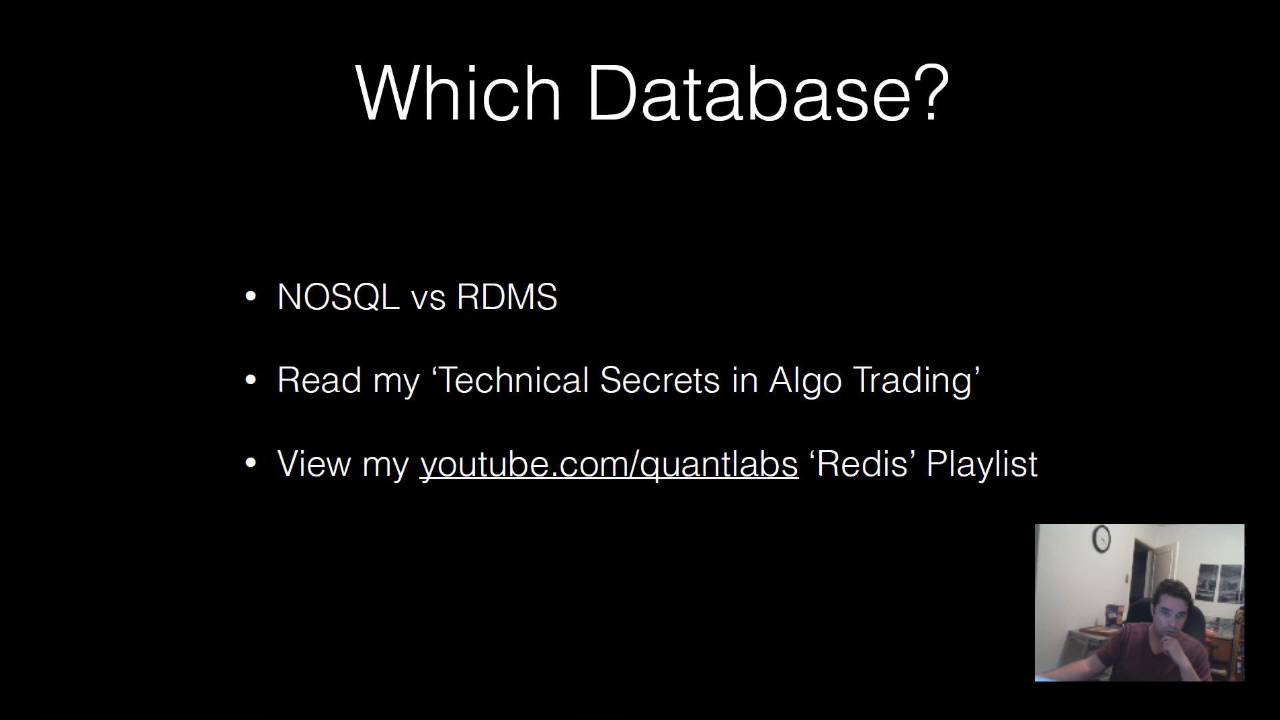 Which Database?
• NOSQL vs RDMS
• Read my ‘Technical Secrets in Algo Trading’
• View my youtube.com/quantlabs ‘Redis’ Playlist